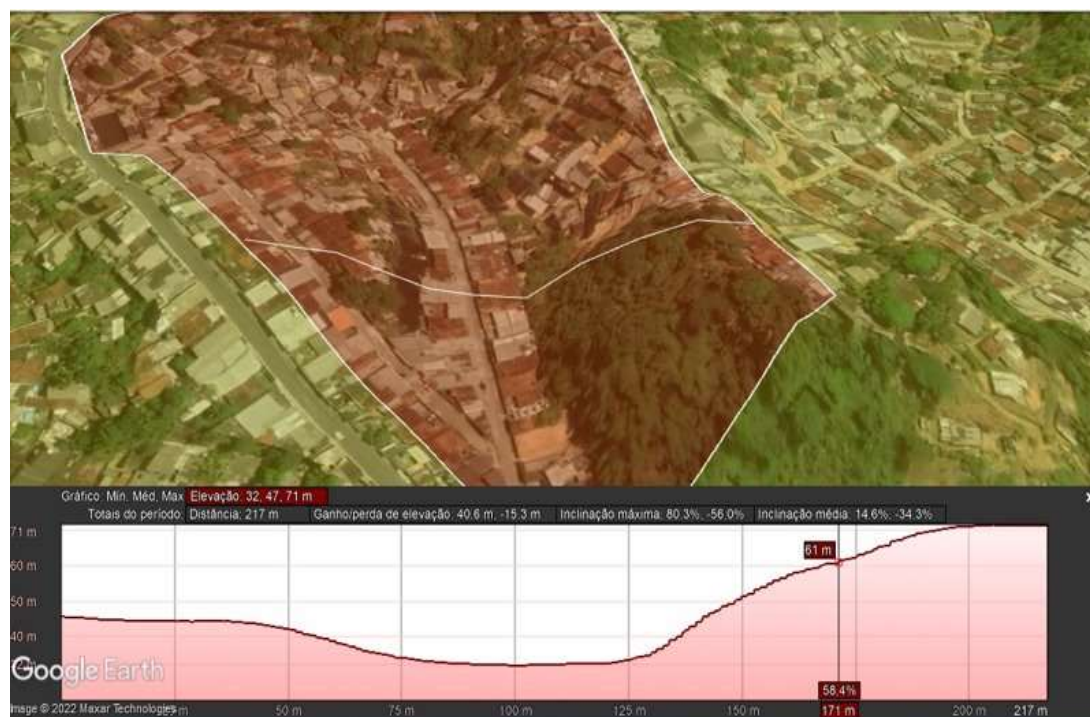 Gráfico: Mín, Méd, Máx Elevação: 32, 47, 71 m
Totais do período: Distância: 217 m Ganho/perda de elevação: 40.6 m, -15.3 m Inclinação máxima: 80.3%, -56.0% Inclinação média: 14.6%, -34.3%
71 m
61 m
60 m
50 m
40 m
Google Earth
58.4%
Image © 2022 Maxar Technologies
50 m 75 m 100 m 125 m 150 m 171 m 200 m 217 m